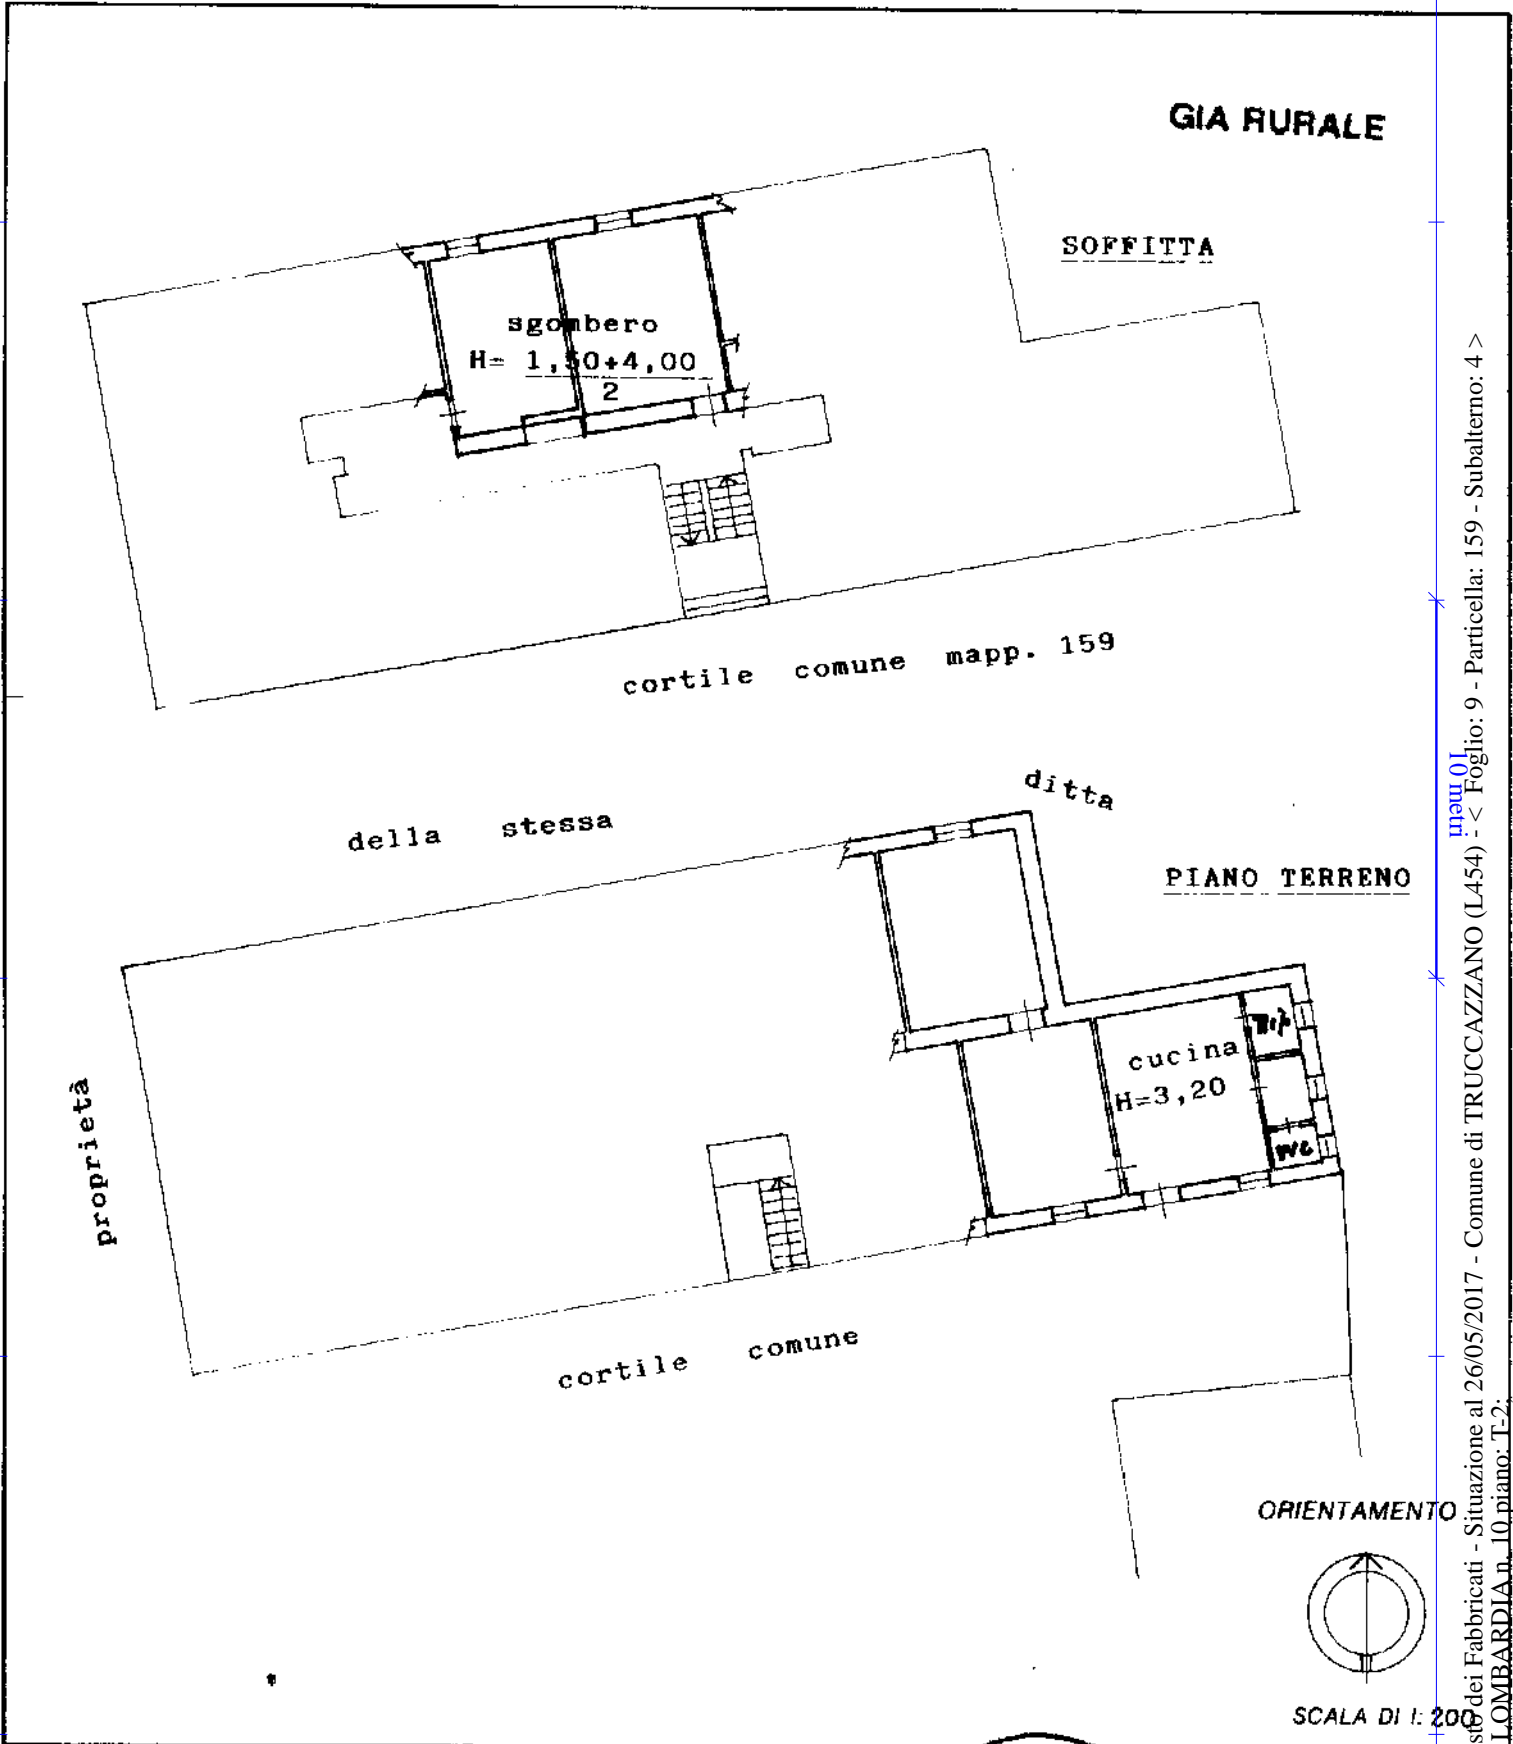 GIA RURALE
SOFFITTA
sgombero
H= 1,50+4,00
2
cortile comune mapp. 159
della stessa ditta
PIANO TERRENO
Rip
cucina
H=3,20
WC
proprietà
cortile comune
ORIENTAMENTO
SCALA DI 1: 200
10 metri
sto dei Fabbricati - Situazione al 26/05/2017 - Comune di TRUCCAZZANO (L454) - < Foglio: 9 - Particella: 159 - Subalterno: 4 >
LOMBARDIA n. 10 piano: T-2;